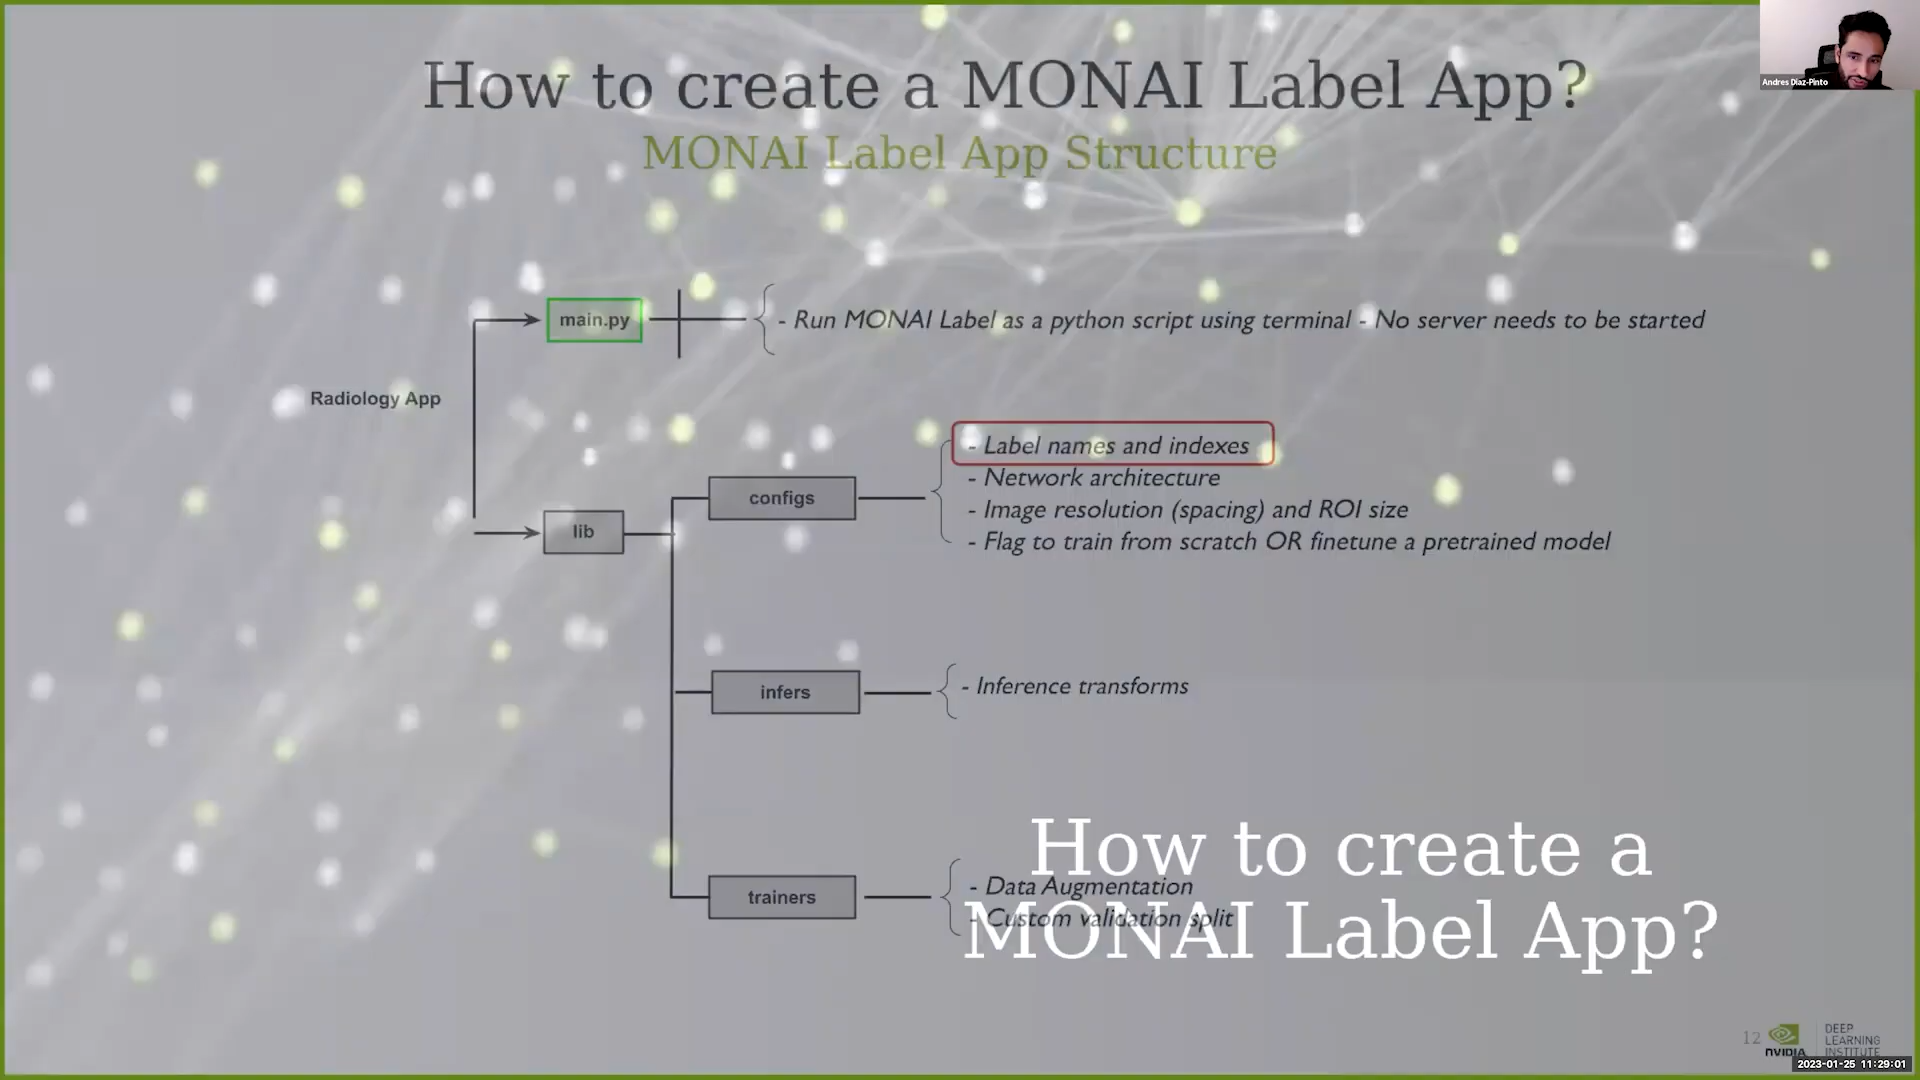 How to create a MONAI Label App?
MONAI Label App Structure
Andres Diaz-Pinto
main.py
- Run MONAI Label as a python script using terminal - No server needs to be started
Radiology App
lib
configs
- Label names and indexes
- Network architecture
- Image resolution (spacing) and ROI size
- Flag to train from scratch OR finetune a pretrained model
infers
- Inference transforms
trainers
- Data Augmentation
- Custom validation split
How to create a
MONAI Label App?
12
NVIDIA
DEEP
LEARNING
INSTITUTE
2023-01-25 11:29:01